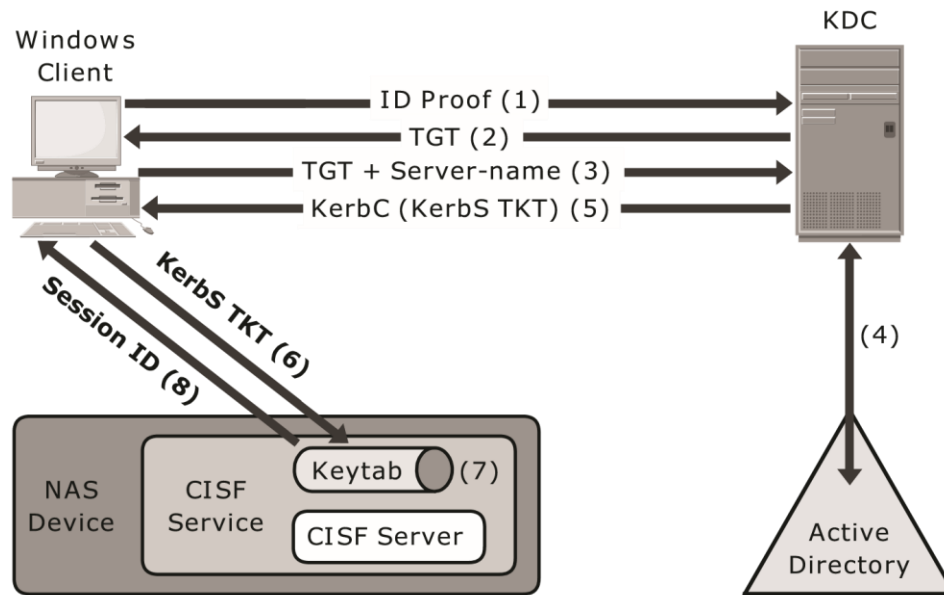 KDC
Windows
Client
ID Proof (1)
TGT (2)
TGT + Server-name (3)
KerbC (KerbS TKT) (5)
KerbS TKT (6)
Session ID (8)
(4)
NAS
Device
CISF
Service
Keytab
(7)
CISF Server
Active
Directory